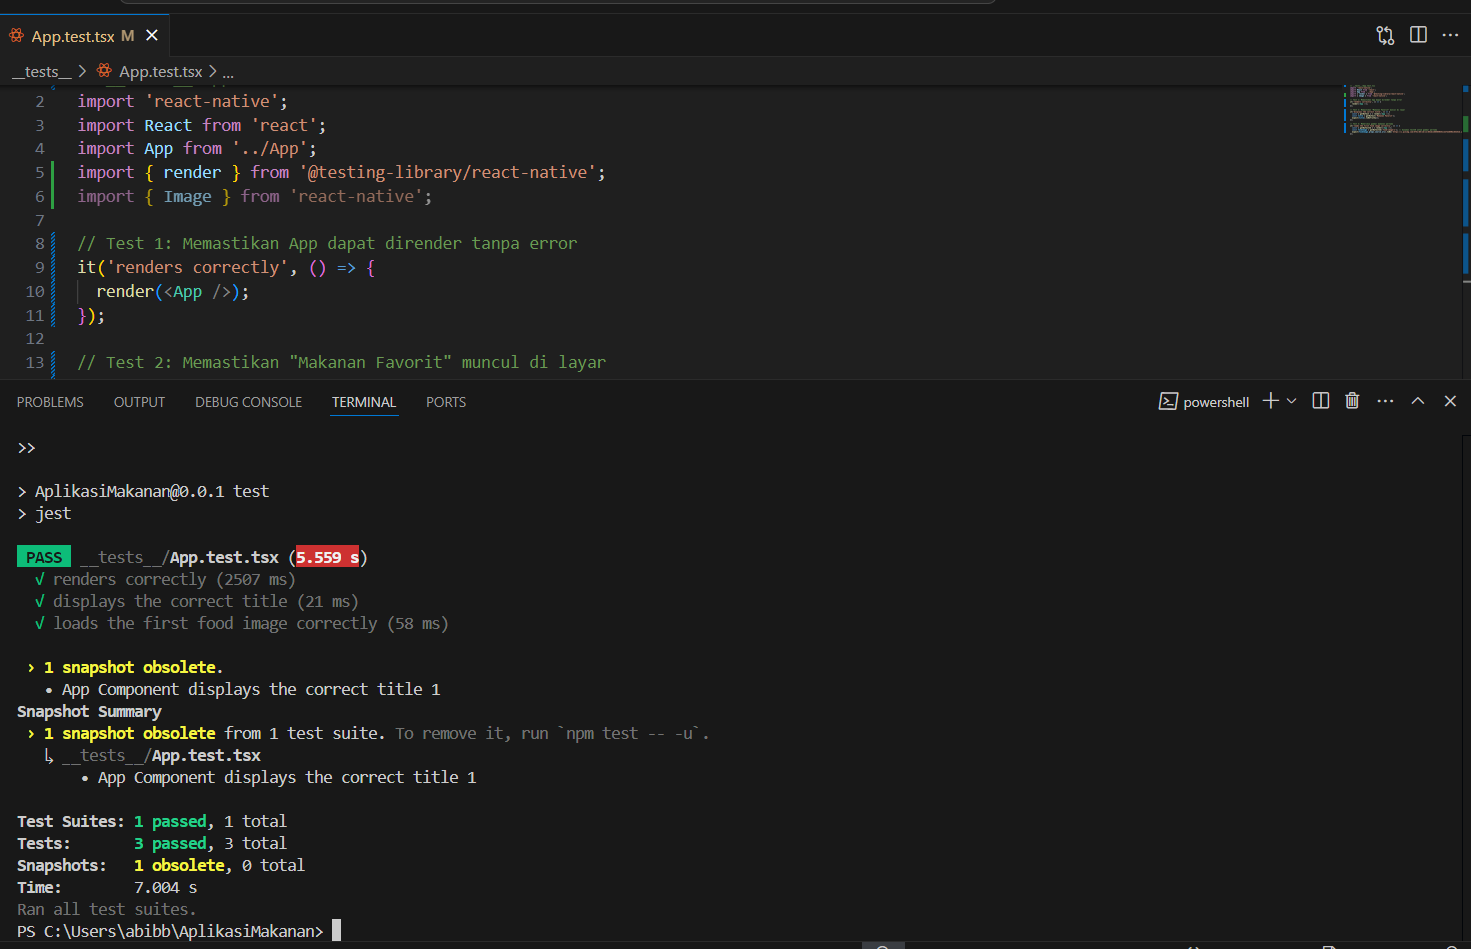 App.test.tsx M
__tests__ > App.test.tsx > ...
2 import 'react-native';
3 import React from 'react';
4 import App from '../App';
5 import { render } from '@testing-library/react-native';
6 import { Image } from 'react-native';
7
8 // Test 1: Memastikan App dapat dirender tanpa error
9 it('renders correctly', () => {
10 render(<App />);
11 });
12
13 // Test 2: Memastikan "Makanan Favorit" muncul di layar
PROBLEMS OUTPUT DEBUG CONSOLE TERMINAL PORTS powershell
>>
> AplikasiMakanan@0.0.1 test
> jest
PASS __tests__/App.test.tsx (5.559 s)
√ renders correctly (2507 ms)
√ displays the correct title (21 ms)
√ loads the first food image correctly (58 ms)
› 1 snapshot obsolete.
• App Component displays the correct title 1
Snapshot Summary
› 1 snapshot obsolete from 1 test suite. To remove it, run `npm test -- -u`.
↳ __tests__/App.test.tsx
• App Component displays the correct title 1
Test Suites: 1 passed, 1 total
Tests: 3 passed, 3 total
Snapshots: 1 obsolete, 0 total
Time: 7.004 s
Ran all test suites.
PS C:\Users\abibb\AplikasiMakanan>